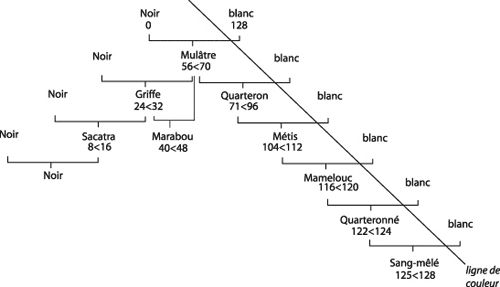 Noir blanc
0 128
Noir Mulâtre blanc
56<70
Noir Griffe Quarteron blanc
24<32 71<96
Noir Sacatra Marabou Métis blanc
8<16 40<48 104<112
Noir Mamelouc blanc
116<120
Quarteronné blanc
122<124
Sang-mêlé
125<128
ligne de
couleur